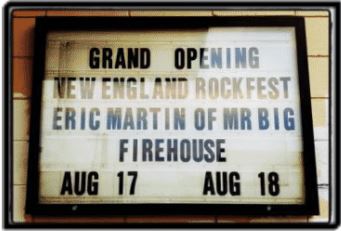 GRAND OPENING
NEW ENGLAND ROCKFEST
ERIC MARTIN OF MR BIG
FIREHOUSE
AUG 17 AUG 18